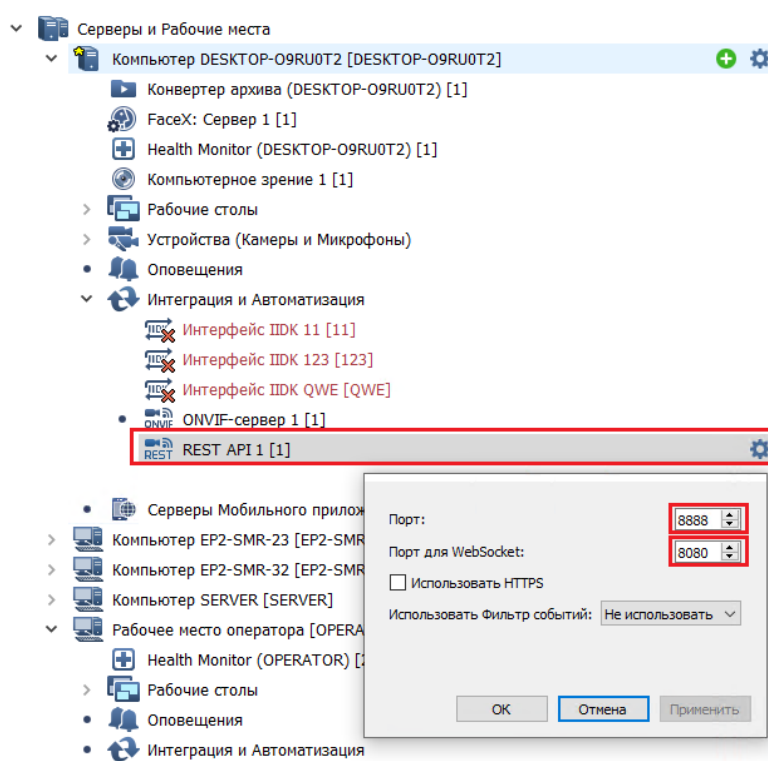 Серверы и Рабочие места
Компьютер DESKTOP-O9RU0T2 [DESKTOP-O9RU0T2]
Конвертер архива (DESKTOP-O9RU0T2) [1]
FaceX: Сервер 1 [1]
Health Monitor (DESKTOP-O9RU0T2) [1]
Компьютерное зрение 1 [1]
Рабочие столы
Устройства (Камеры и Микрофоны)
Оповещения
Интеграция и Автоматизация
Интерфейс IIDK 11 [11]
Интерфейс IIDK 123 [123]
Интерфейс IIDK QWE [QWE]
ONVIF ONVIF-сервер 1 [1]
REST REST API 1 [1]
Серверы Мобильного прилож
Компьютер EP2-SMR-23 [EP2-SMR
Компьютер EP2-SMR-32 [EP2-SMR
Компьютер SERVER [SERVER]
Рабочее место оператора [OPERA
Health Monitor (OPERATOR) [2
Рабочие столы
Оповещения
Интеграция и Автоматизация
Порт: 8888
Порт для WebSocket: 8080
Использовать HTTPS
Использовать Фильтр событий: Не использовать
ОК Отмена Применить